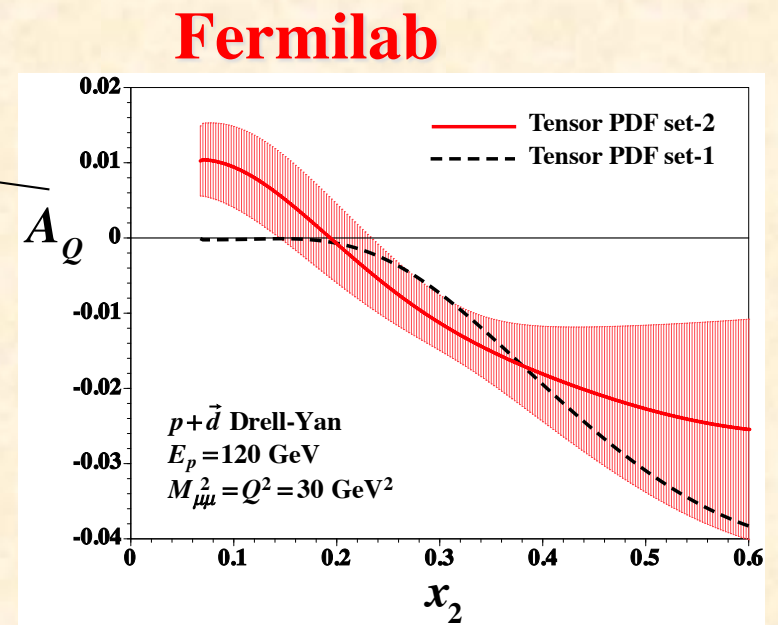 Fermilab
0.02
0.01
0
-0.01
-0.02
-0.03
-0.04
A_Q
Tensor PDF set-2
Tensor PDF set-1
p+d⃗ Drell-Yan
E_p=120 GeV
M²_μμ=Q²=30 GeV²
0 0.1 0.2 0.3 0.4 0.5 0.6
x₂